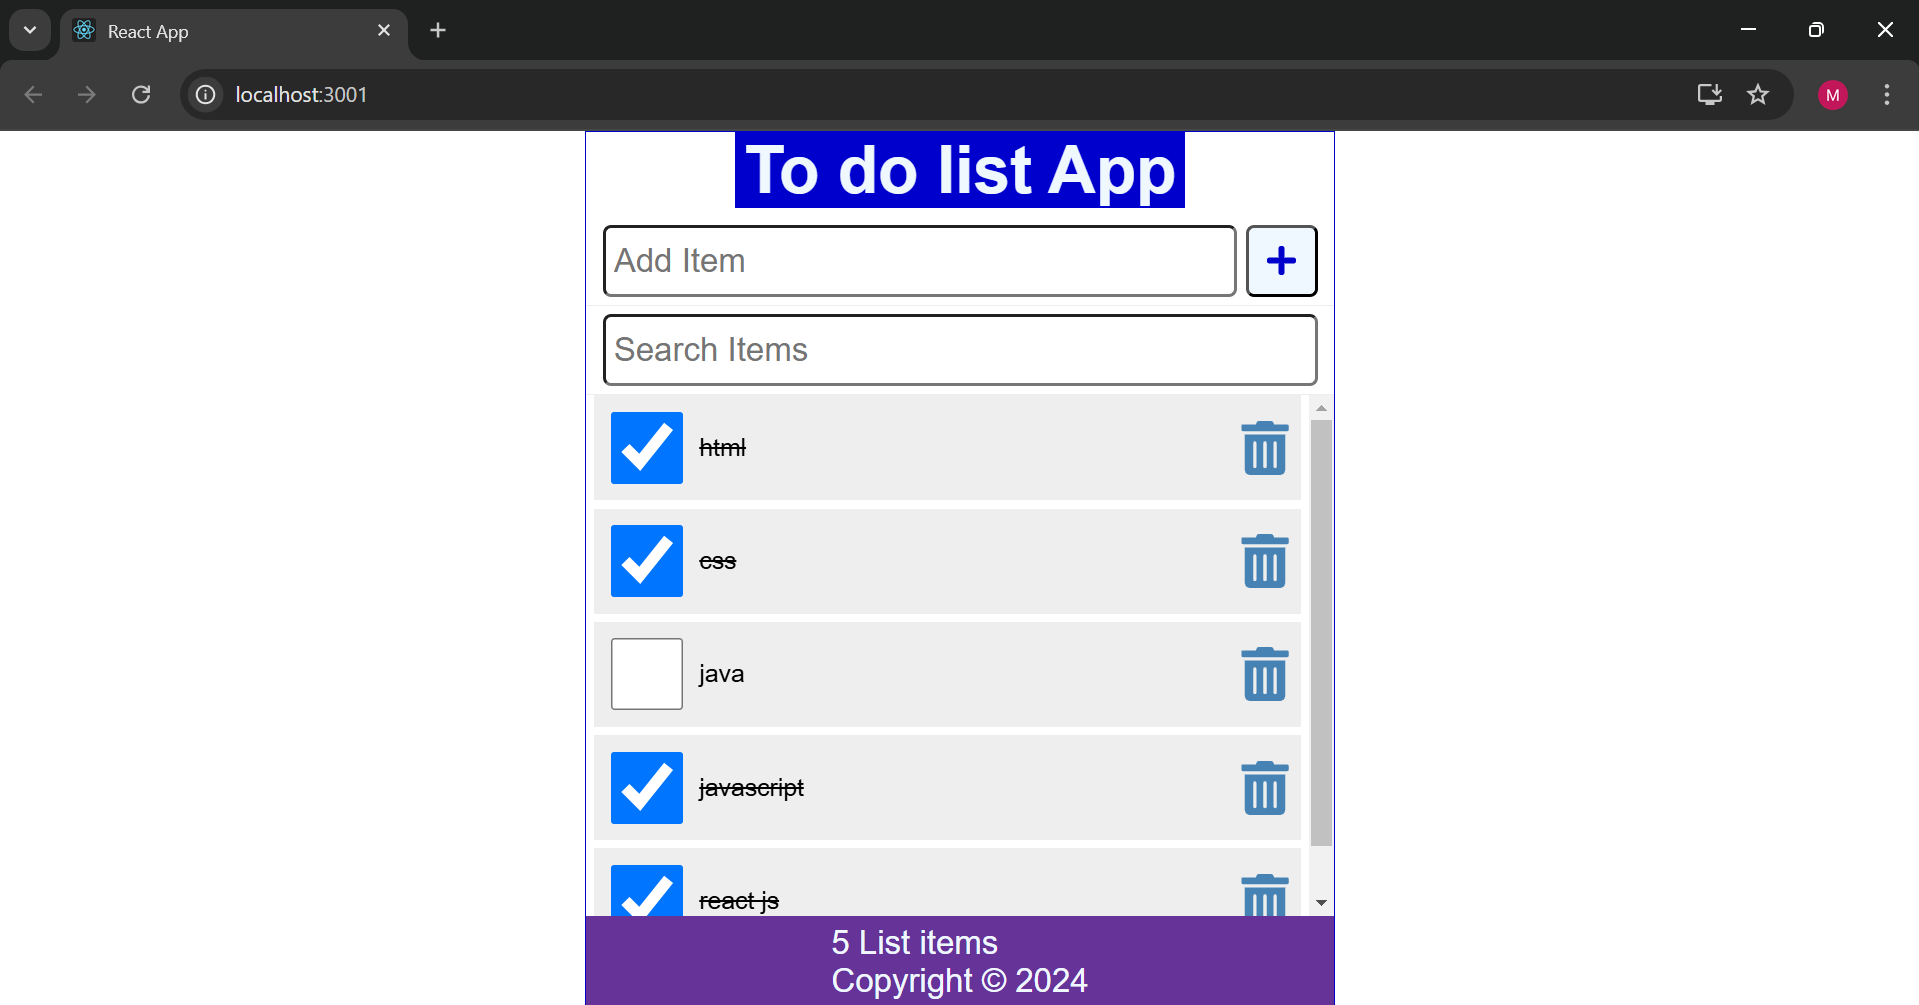 React App
localhost:3001
M
To do list App
Add Item
Search Items
html
css
java
javascript
react js
5 List items
Copyright © 2024